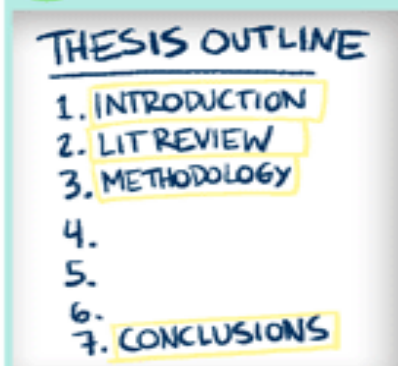 THESIS OUTLINE
1. INTRODUCTION
2. LIT REVIEW
3. METHODOLOGY
4.
5.
6.
7. CONCLUSIONS